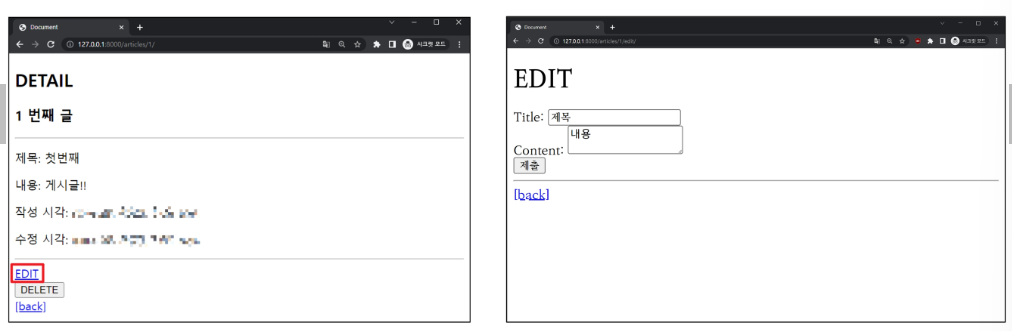 Document
127.0.0.1:8000/articles/1/
시크릿 모드
DETAIL
1 번째 글
제목: 첫번째
내용: 게시글!!
작성 시각:
수정 시각:
EDIT
DELETE
[back]
Document
127.0.0.1:8000/articles/1/edit/
시크릿 모드
EDIT
Title: 제목
Content: 내용
제출
[back]